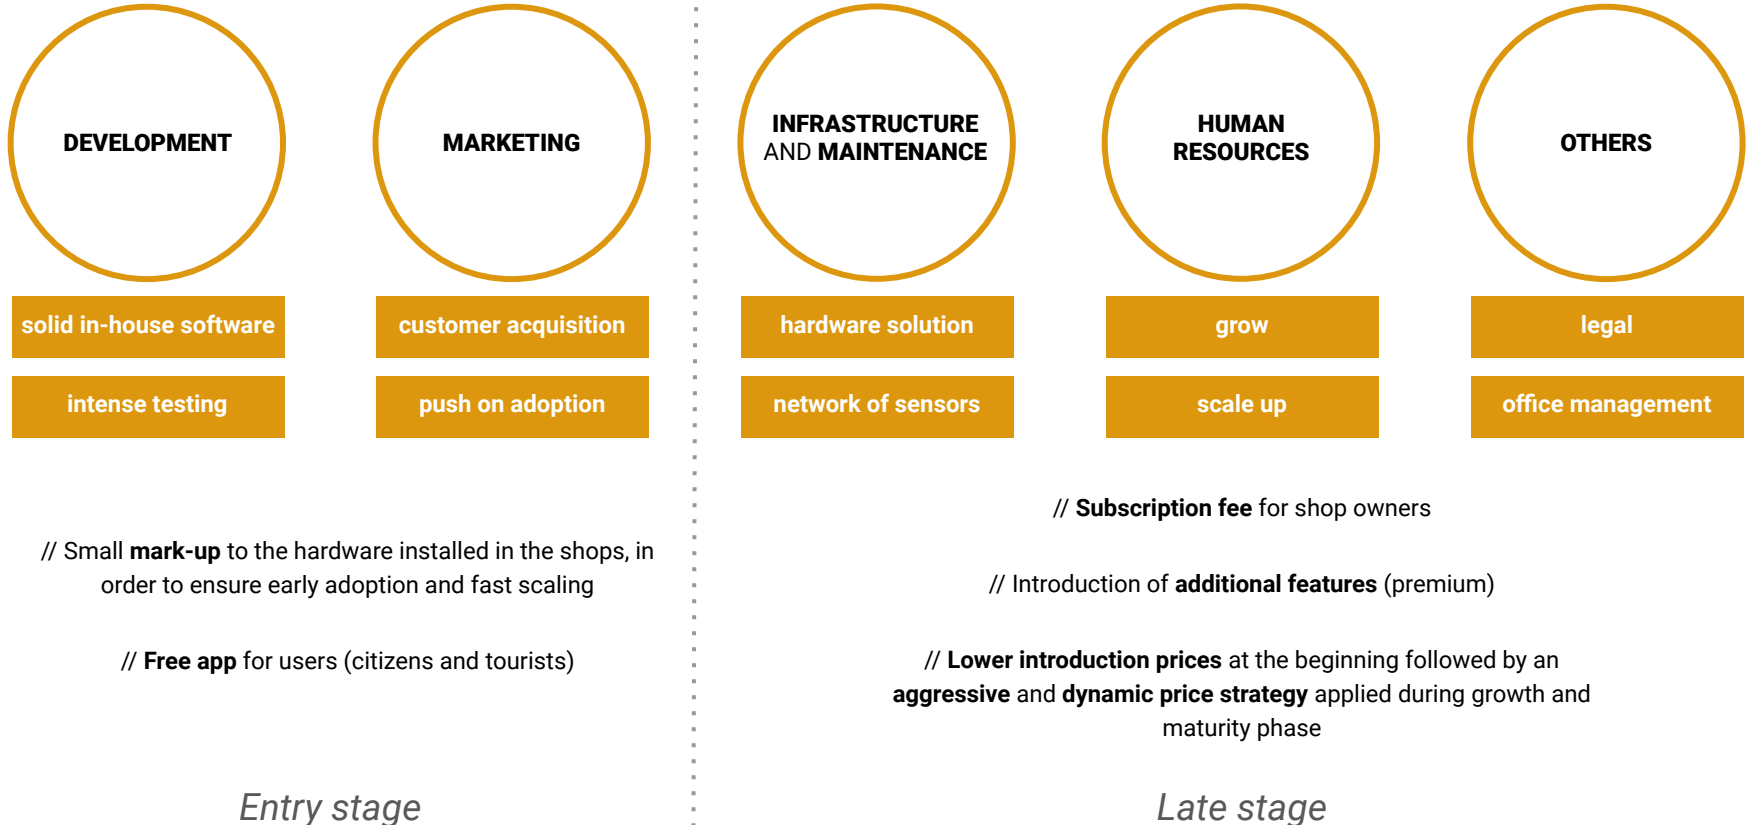 DEVELOPMENT
MARKETING
INFRASTRUCTURE
AND MAINTENANCE
HUMAN
RESOURCES
OTHERS
solid in-house software
customer acquisition
hardware solution
grow
legal
intense testing
push on adoption
network of sensors
scale up
office management
// Small mark-up to the hardware installed in the shops, in
order to ensure early adoption and fast scaling
// Free app for users (citizens and tourists)
// Subscription fee for shop owners
// Introduction of additional features (premium)
// Lower introduction prices at the beginning followed by an
aggressive and dynamic price strategy applied during growth and
maturity phase
Entry stage
Late stage